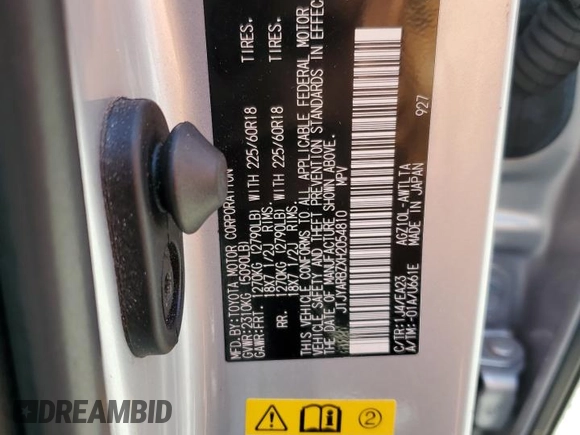 MFD.BY:TOYOTA MOTOR CORPORATION
GVWR:2310KG (5090LB)
GAWR:FRT. 1270KG (2790LB) WITH 225/60R18 TIRES.
18X7 1/2J RIMS.
RR. 1270KG (2790LB) WITH 225/60R18 TIRES.
18X7 1/2J RIMS.
THIS VEHICLE CONFORMS TO ALL APPLICABLE FEDERAL MOTOR
VEHICLE SAFETY AND THEFT PREVENTION STANDARDS IN EFFECT
ON THE DATE OF MANUFACTURE SHOWN ABOVE.
MPV
C/TR:1J4/EA23 AGZ10L-AWTLTA
A/TM:-01A/U661E MADE IN JAPAN 927
2
DREAMBID